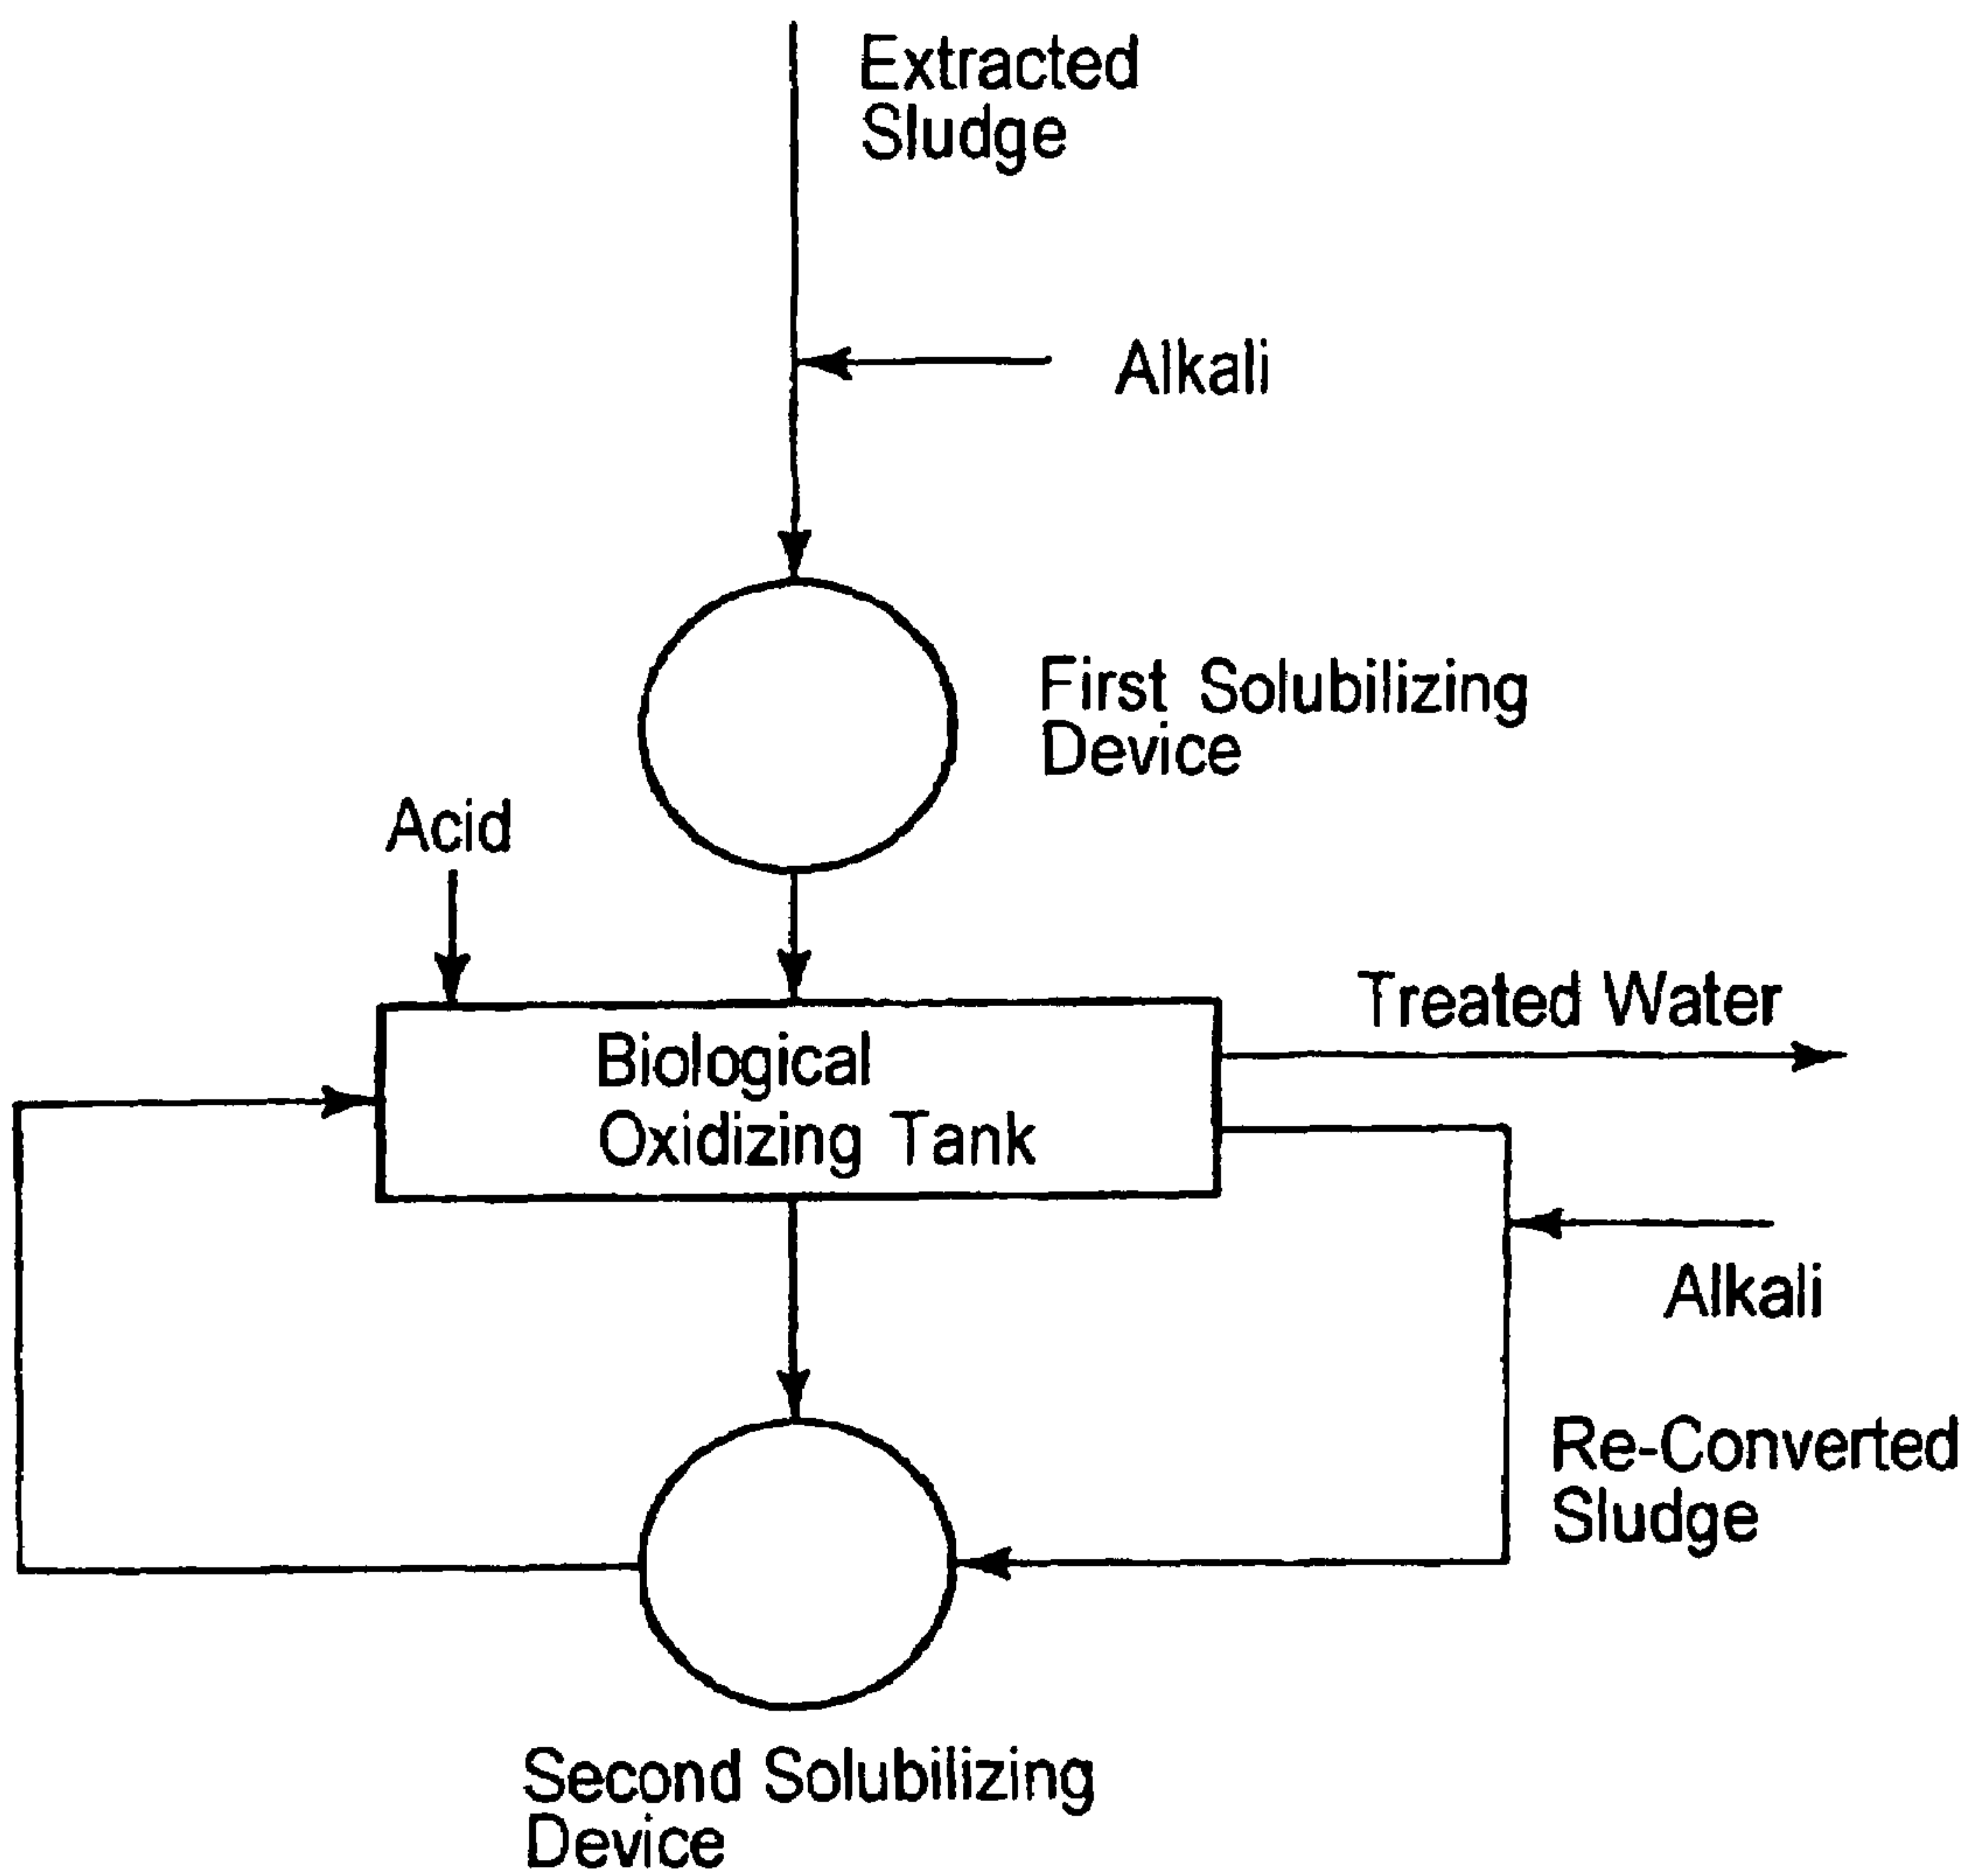 Extracted
Sludge
Alkali
First Solubilizing
Device
Acid
Treated Water
Biological
Oxidizing Tank
Alkali
Re-Converted
Sludge
Second Solubilizing
Device